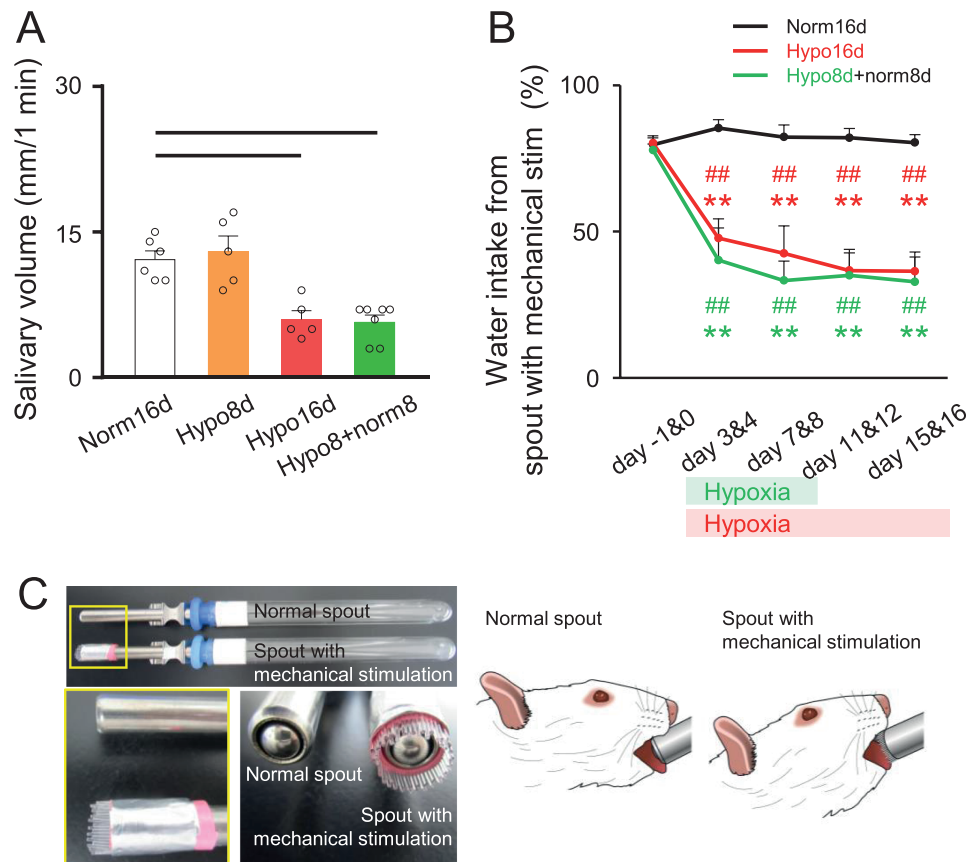 A
Salivary volume (mm/1 min)
30
15
0
Norm16d
Hypo8d
Hypo16d
Hypo8+norm8
B
Norm16d
Hypo16d
Hypo8d+norm8d
Water intake from
spout with mechanical stim (%)
100
50
0
## ## ## ##
** ** ** **
## ## ## ##
** ** ** **
day -1&0
day 3&4
day 7&8
day 11&12
day 15&16
Hypoxia
Hypoxia
C
Normal spout
Spout with
mechanical stimulation
Normal spout
Spout with
mechanical stimulation
Normal spout
Spout with
mechanical stimulation